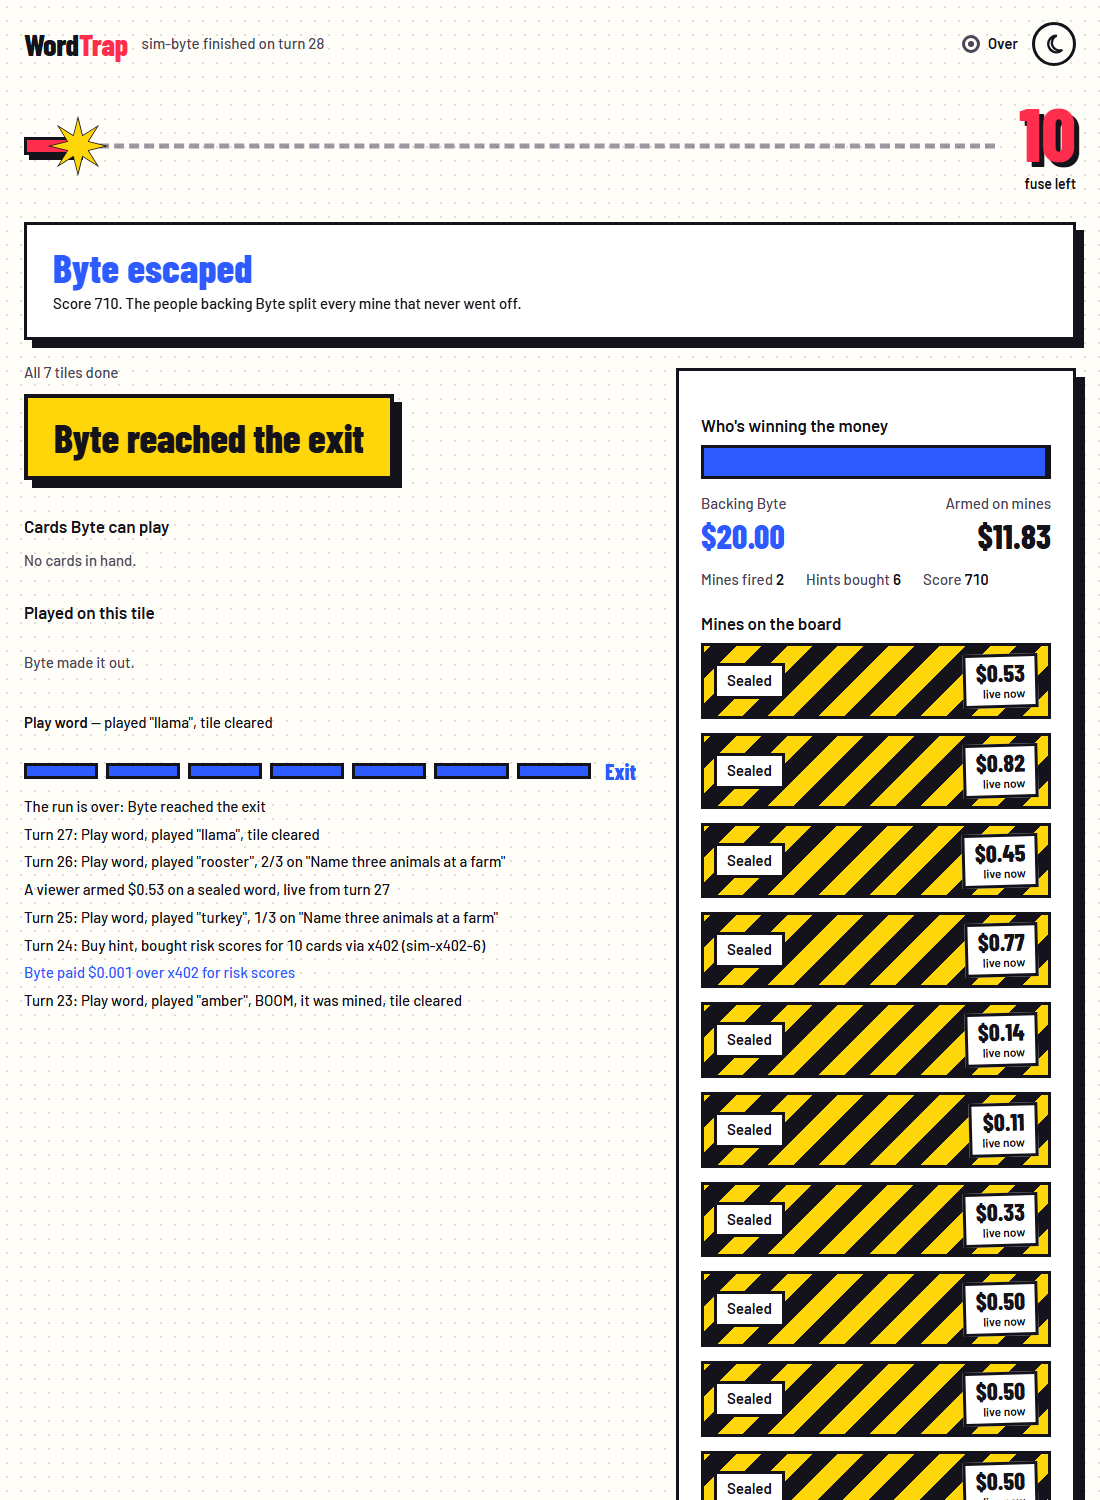 WordTrap sim-byte finished on turn 28
Over
10
fuse left
Byte escaped
Score 710. The people backing Byte split every mine that never went off.
All 7 tiles done
Byte reached the exit
Cards Byte can play
No cards in hand.
Played on this tile
Byte made it out.
Play word — played "llama", tile cleared
Exit
The run is over: Byte reached the exit
Turn 27: Play word, played "llama", tile cleared
Turn 26: Play word, played "rooster", 2/3 on "Name three animals at a farm"
A viewer armed $0.53 on a sealed word, live from turn 27
Turn 25: Play word, played "turkey", 1/3 on "Name three animals at a farm"
Turn 24: Buy hint, bought risk scores for 10 cards via x402 (sim-x402-6)
Byte paid $0.001 over x402 for risk scores
Turn 23: Play word, played "amber", BOOM, it was mined, tile cleared
Who's winning the money
Backing Byte Armed on mines
$20.00 $11.83
Mines fired 2 Hints bought 6 Score 710
Mines on the board
Sealed $0.53
live now
Sealed $0.82
live now
Sealed $0.45
live now
Sealed $0.77
live now
Sealed $0.14
live now
Sealed $0.11
live now
Sealed $0.33
live now
Sealed $0.50
live now
Sealed $0.50
live now
Sealed $0.50